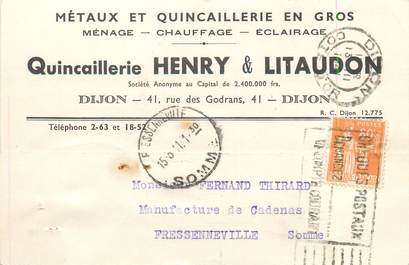 MÉTAUX ET QUINCAILLERIE EN GROS
MÉNAGE - CHAUFFAGE - ÉCLAIRAGE
Quincaillerie HENRY & LITAUDON
Société Anonyme au Capital de 2.400.000 frs.
DIJON - 41, rue des Godrans, 41 - DIJON
R. C. Dijon 12.775
Téléphone 2-63 et 18-52
DIJON
FRESSENNEVILLE
SOMME
Monsieur FERNAND THIRARD
Manufacture de Cadenas
FRESSENNEVILLE Somme
POSTAUX